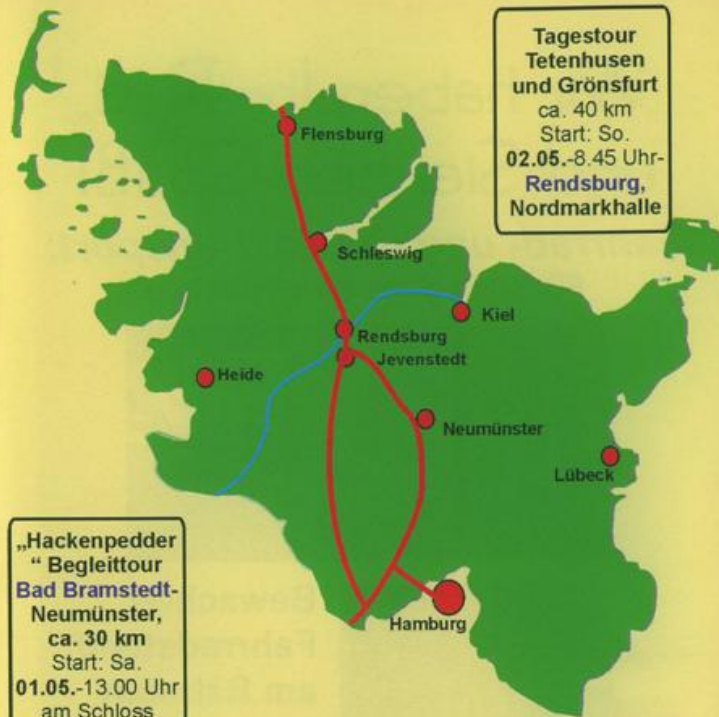 Tagestour
Tetenhusen
und Grönsfurt
ca. 40 km
Start: So.
02.05.-8.45 Uhr-
Rendsburg,
Nordmarkhalle
Flensburg
Schleswig
Kiel
Rendsburg
Jevenstedt
Heide
Neumünster
Lübeck
Hamburg
„Hackenpedder
“ Begleittour
Bad Bramstedt-
Neumünster,
ca. 30 km
Start: Sa.
01.05.-13.00 Uhr
am Schloss